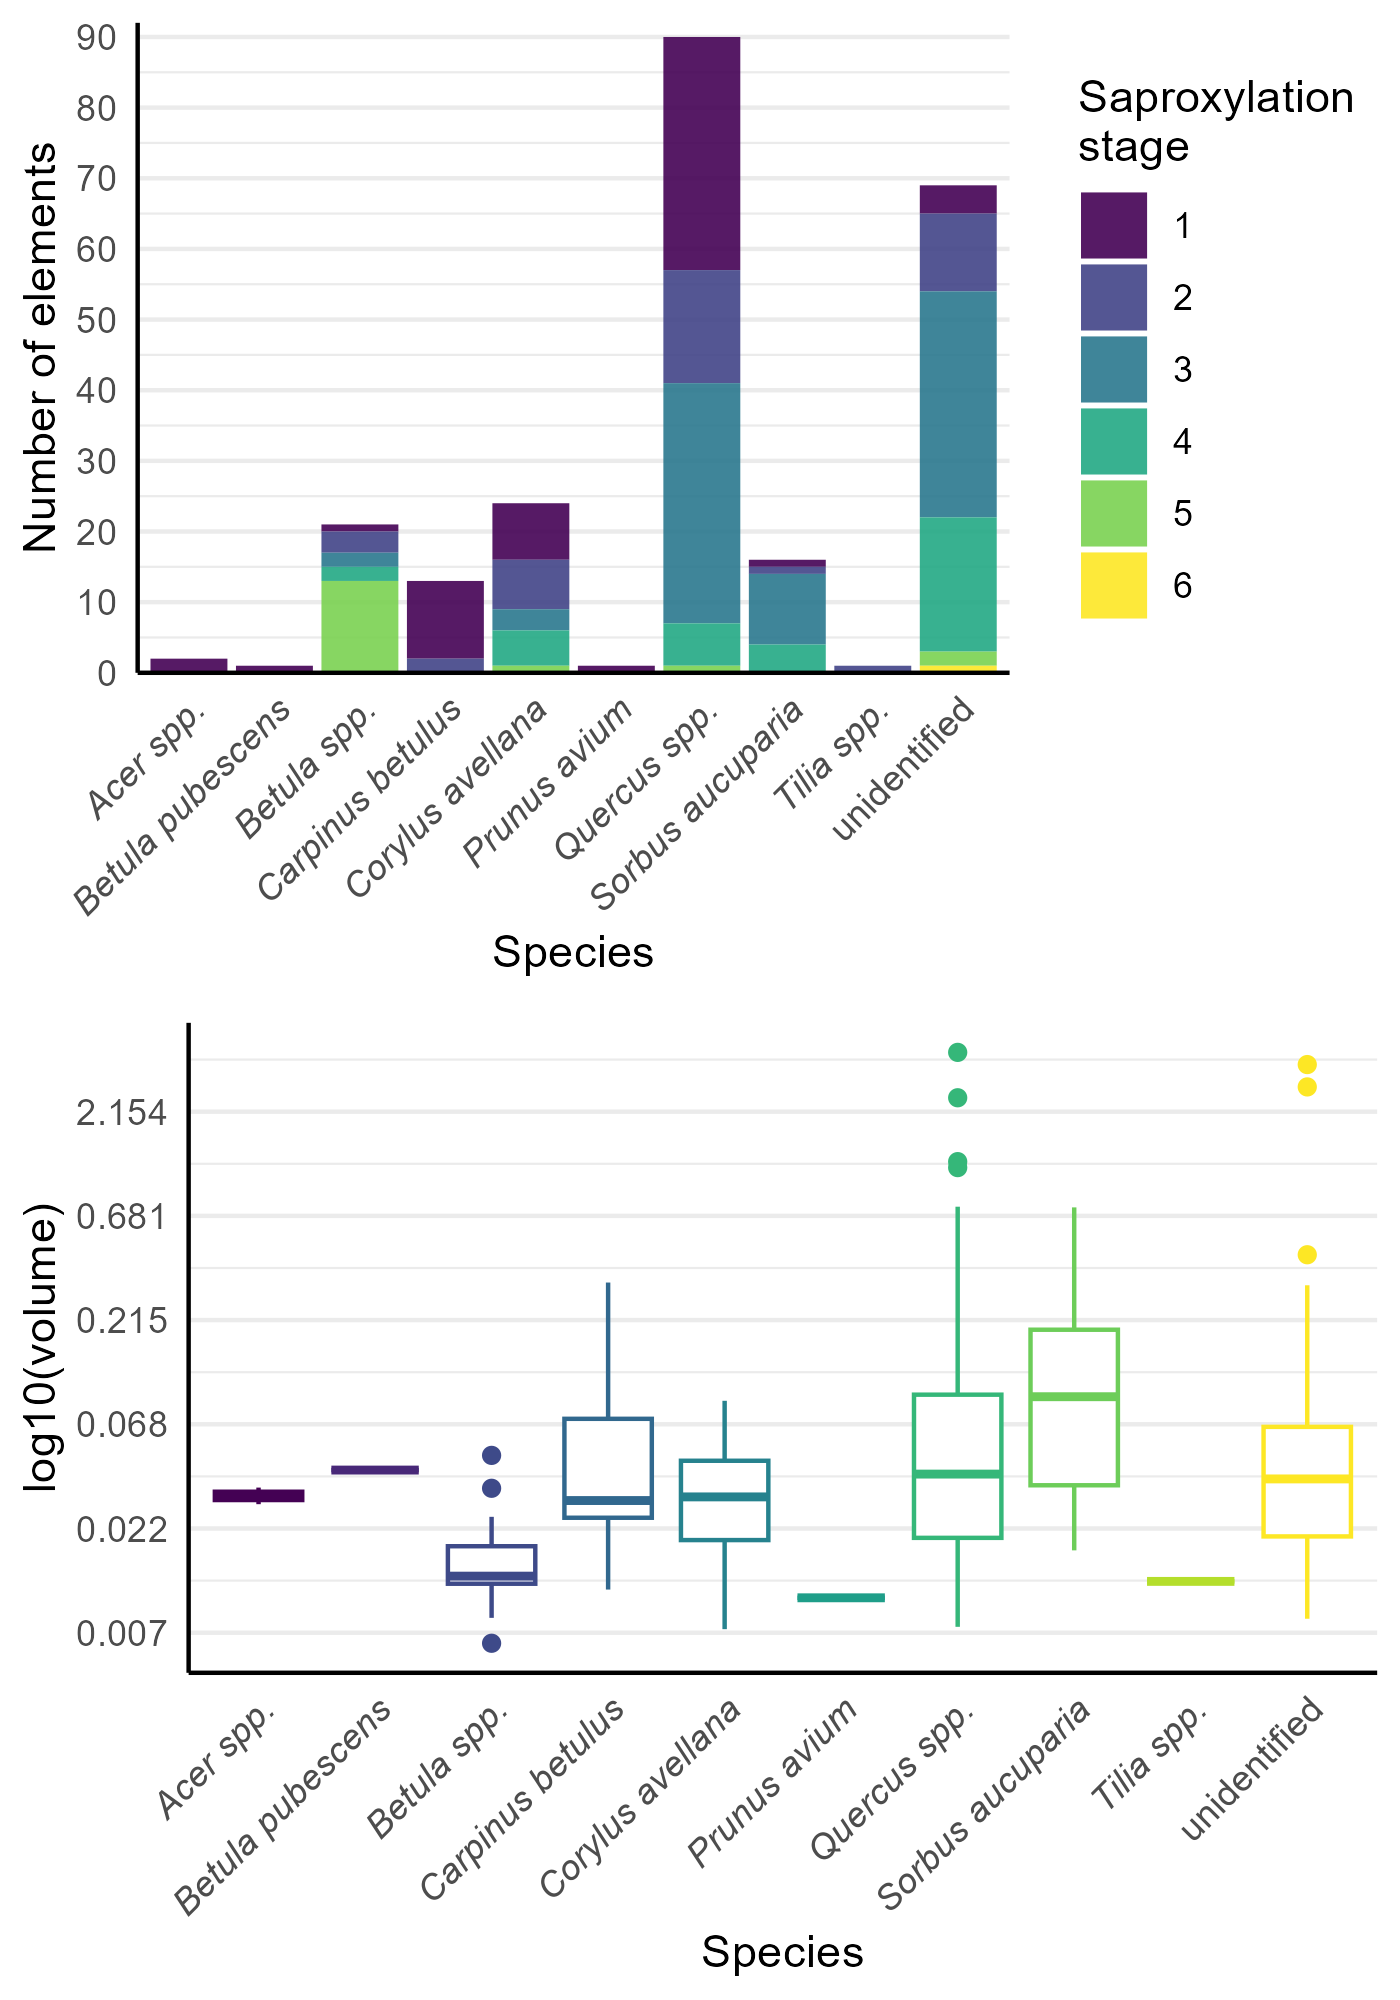 90
80
70
60
50
40
30
20
10
0
Number of elements
Acer spp.
Betula pubescens
Betula spp.
Carpinus betulus
Corylus avellana
Prunus avium
Quercus spp.
Sorbus aucuparia
Tilia spp.
unidentified
Species
Saproxylation
stage
1
2
3
4
5
6
2.154
0.681
0.215
0.068
0.022
0.007
log10(volume)
Acer spp.
Betula pubescens
Betula spp.
Carpinus betulus
Corylus avellana
Prunus avium
Quercus spp.
Sorbus aucuparia
Tilia spp.
unidentified
Species